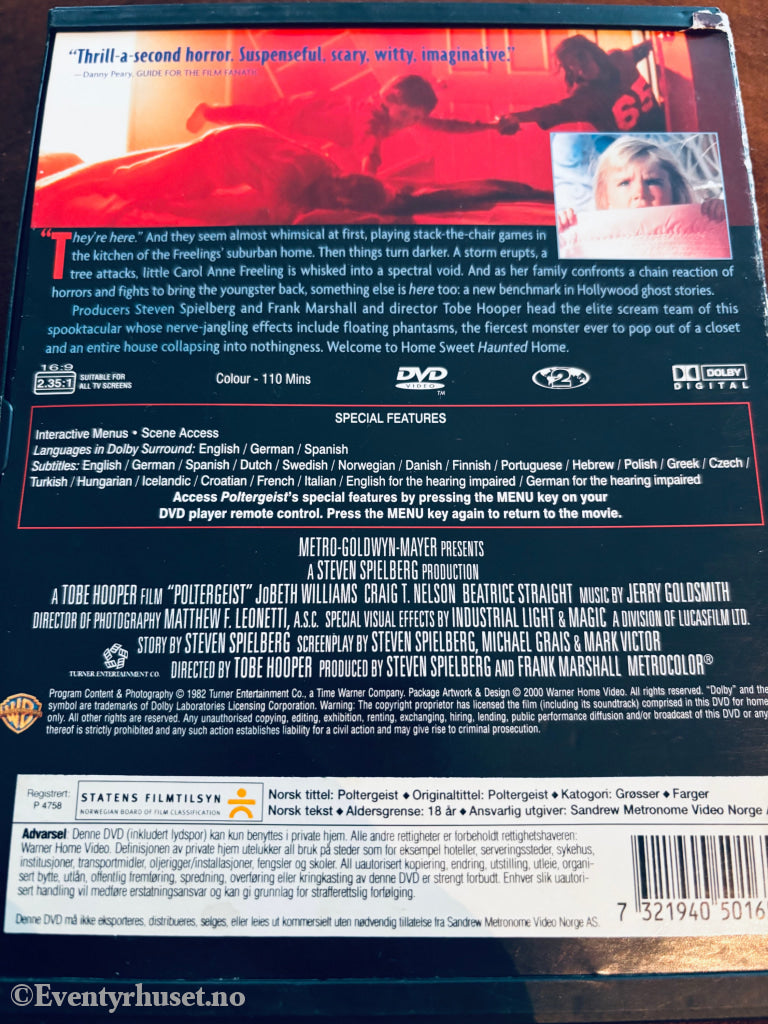 "Thrill-a-second horror. Suspenseful, scary, witty, imaginative."
—Danny Peary, GUIDE FOR THE FILM FANATIC
65
"They're here." And they seem almost whimsical at first, playing stack-the-chair games in
the kitchen of the Freelings' suburban home. Then things turn darker. A storm erupts, a
tree attacks, little Carol Anne Freeling is whisked into a spectral void. And as her family confronts a chain reaction of
horrors and fights to bring the youngster back, something else is here too: a new benchmark in Hollywood ghost stories.
Producers Steven Spielberg and Frank Marshall and director Tobe Hooper head the elite scream team of this
spooktacular whose nerve-jangling effects include floating phantasms, the fiercest monster ever to pop out of a closet
and an entire house collapsing into nothingness. Welcome to Home Sweet Haunted Home.
16:9
2.35:1 SUITABLE FOR ALL TV SCREENS
Colour - 110 Mins
DVD VIDEO TM
2
DOLBY DIGITAL
SPECIAL FEATURES
Interactive Menus • Scene Access
Languages in Dolby Surround: English / German / Spanish
Subtitles: English / German / Spanish / Dutch / Swedish / Norwegian / Danish / Finnish / Portuguese / Hebrew / Polish / Greek / Czech /
Turkish / Hungarian / Icelandic / Croatian / French / Italian / English for the hearing impaired / German for the hearing impaired
Access Poltergeist's special features by pressing the MENU key on your
DVD player remote control. Press the MENU key again to return to the movie.
METRO-GOLDWYN-MAYER PRESENTS
A STEVEN SPIELBERG PRODUCTION
A TOBE HOOPER FILM "POLTERGEIST" JoBETH WILLIAMS CRAIG T. NELSON BEATRICE STRAIGHT MUSIC BY JERRY GOLDSMITH
DIRECTOR OF PHOTOGRAPHY MATTHEW F. LEONETTI, A.S.C. SPECIAL VISUAL EFFECTS BY INDUSTRIAL LIGHT & MAGIC A DIVISION OF LUCASFILM LTD.
STORY BY STEVEN SPIELBERG SCREENPLAY BY STEVEN SPIELBERG, MICHAEL GRAIS & MARK VICTOR
TURNER ENTERTAINMENT CO. DIRECTED BY TOBE HOOPER PRODUCED BY STEVEN SPIELBERG AND FRANK MARSHALL METROCOLOR®
Program Content & Photography © 1982 Turner Entertainment Co., a Time Warner Company. Package Artwork & Design © 2000 Warner Home Video. All rights reserved. "Dolby" and the
symbol are trademarks of Dolby Laboratories Licensing Corporation. Warning: The copyright proprietor has licensed the film (including its soundtrack) comprised in this DVD for home
only. All other rights are reserved. Any unauthorised copying, editing, exhibition, renting, exchanging, hiring, lending, public performance diffusion and/or broadcast of this DVD or any
thereof is strictly prohibited and any such action establishes liability for a civil action and may give rise to criminal prosecution.
WB
Registrert:
P 4758
STATENS FILMTILSYN
NORWEGIAN BOARD OF FILM CLASSIFICATION
Norsk tittel: Poltergeist ♦ Originaltittel: Poltergeist ♦ Katogori: Grøsser ♦ Farger
Norsk tekst ♦ Aldersgrense: 18 år ♦ Ansvarlig utgiver: Sandrew Metronome Video Norge
Advarsel: Denne DVD (inkludert lydspor) kan kun benyttes i private hjem. Alle andre rettigheter er forbeholdt rettighetshaveren:
Warner Home Video. Definisjonen av private hjem utelukker all bruk på steder som for eksempel hoteller, serveringssteder, sykehus,
institusjoner, transportmidler, oljerigger/installasjoner, fengsler og skoler. All uautorisert kopiering, endring, utstilling, utleie, organi-
sert bytte, utlån, offentlig fremføring, spredning, overføring eller kringkasting av denne DVD er strengt forbudt. Enhver slik uautori-
sert handling vil medføre erstatningsansvar og kan gi grunnlag for strafferettslig forfølging.
Denne DVD må ikke eksporteres, distribueres, selges, eller leies ut kommersielt uten nødvendig tillatelse fra Sandrew Metronome Video Norge AS.
7 321940 5016
©Eventyrhuset.no